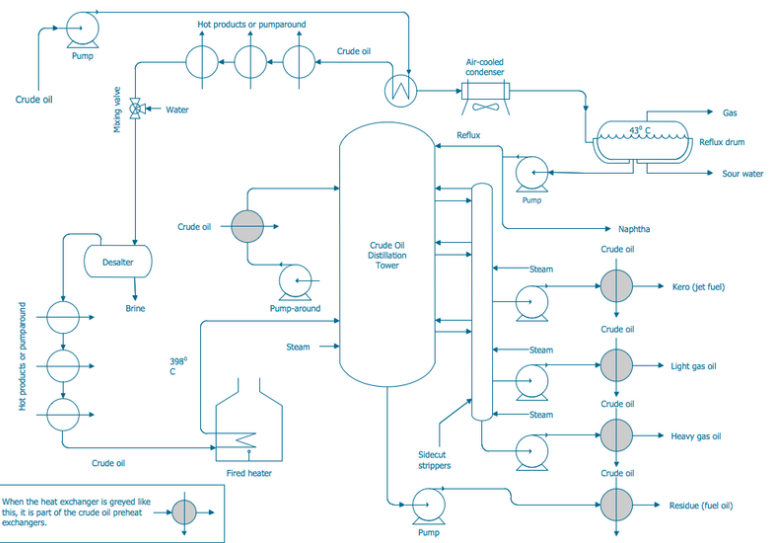 Hot products or pumparound
Pump
Crude oil
Crude oil
Air-cooled
condenser
Mixing valve
Water
Gas
43⁰ C
Reflux drum
Reflux
Sour water
Pump
Naphtha
Crude oil
Crude Oil
Distillation
Tower
Crude oil
Desalter
Steam
Kero (jet fuel)
Brine
Pump-around
Hot products or pumparound
Crude oil
Steam
Steam
398⁰
C
Light gas oil
Crude oil
Steam
Heavy gas oil
Sidecut
strippers
Crude oil
Fired heater
Crude oil
When the heat exchanger is greyed like
this, it is part of the crude oil preheat
exchangers.
Residue (fuel oil)
Pump